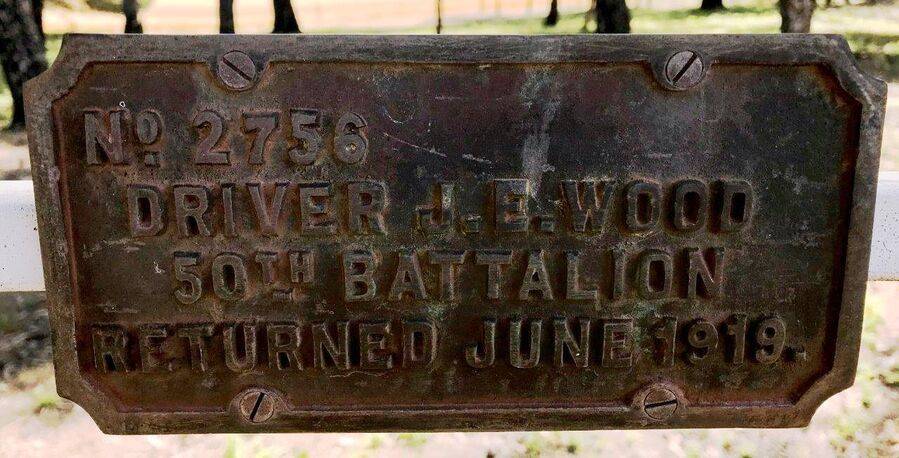 No. 2756
DRIVER J.E.WOOD
50TH BATTALION
RETURNED JUNE 1919.